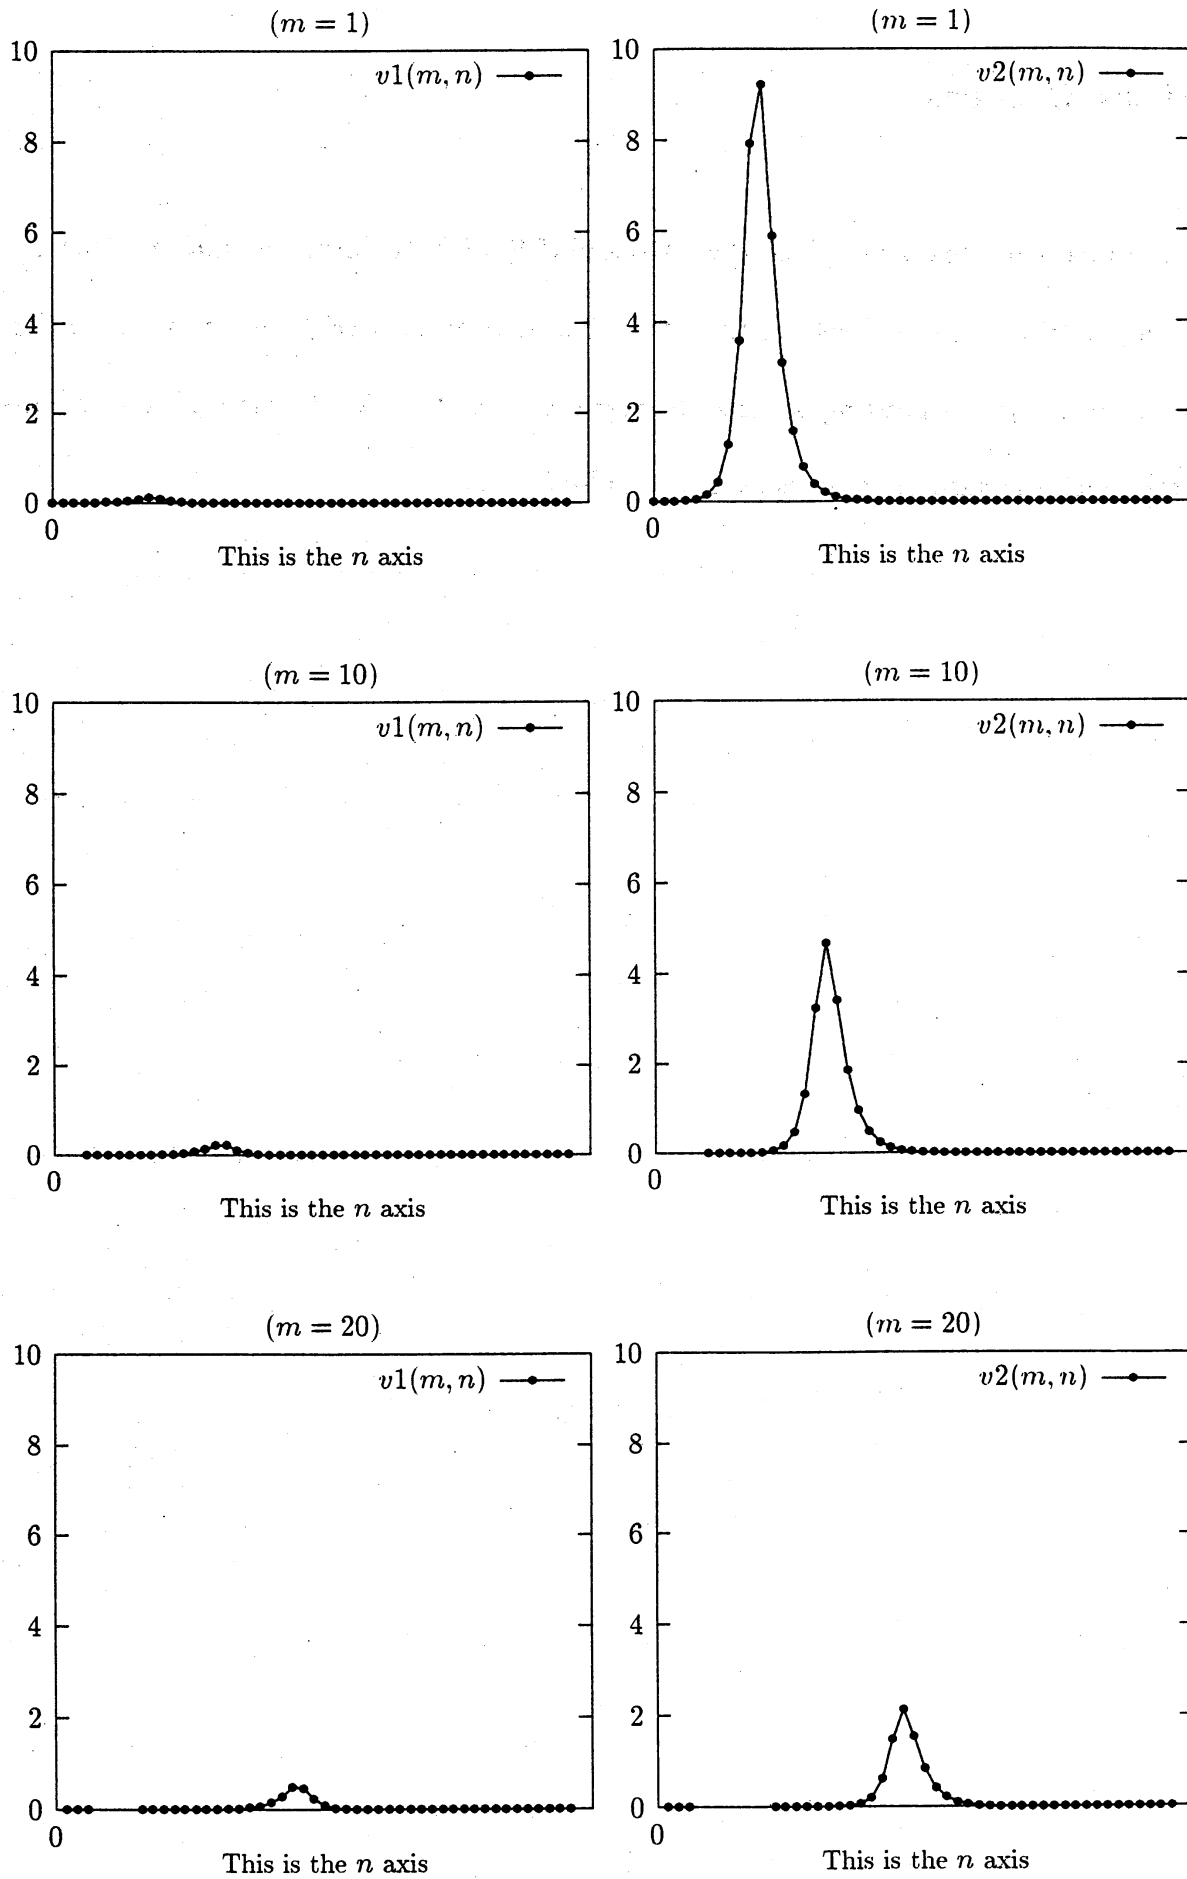 (m = 1)
10
v1(m, n)
8
6
4
2
0
0
This is the n axis
(m = 1)
10
v2(m, n)
8
6
4
2
0
0
This is the n axis
(m = 10)
10
v1(m, n)
8
6
4
2
0
0
This is the n axis
(m = 10)
10
v2(m, n)
8
6
4
2
0
0
This is the n axis
(m = 20)
10
v1(m, n)
8
6
4
2
0
0
This is the n axis
(m = 20)
10
v2(m, n)
8
6
4
2
0
0
This is the n axis